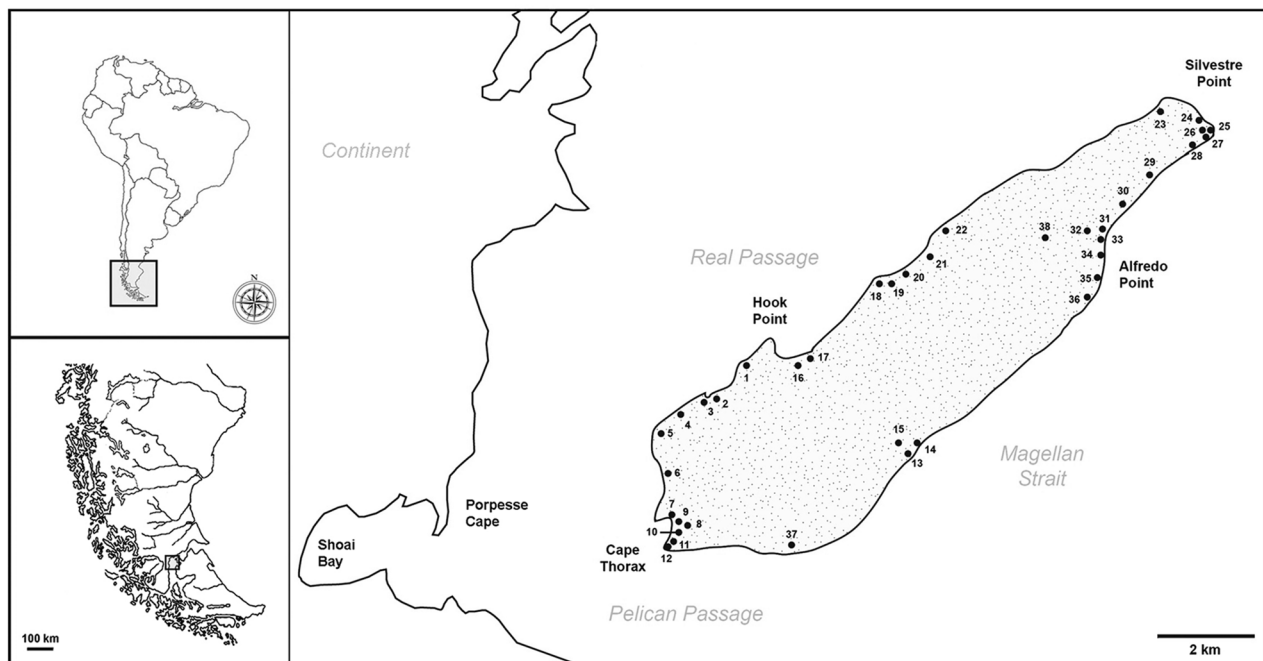 N
100 km
Continent
Real Passage
Hook
Point
Silvestre
Point
Alfredo
Point
Magellan
Strait
Porpesse
Cape
Shoai
Bay
Cape
Thorax
Pelican Passage
2 km
1
2
3
4
5
6
7
8
9
10
11
12
13
14
15
16
17
18
19
20
21
22
23
24
25
26
27
28
29
30
31
32
33
34
35
36
37
38